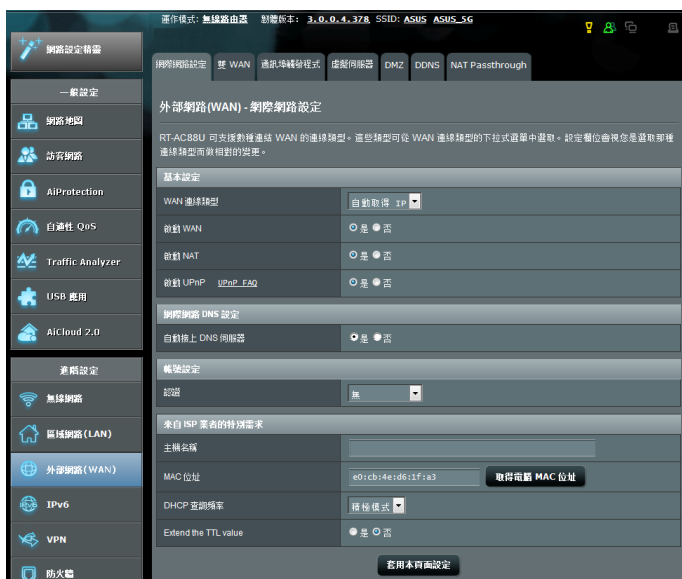 運作模式: 無線路由器 韌體版本: 3.0.0.4.378 SSID: ASUS ASUS_5G
網路設定精靈
網際網路設定 雙 WAN 通訊埠觸發程式 虛擬伺服器 DMZ DDNS NAT Passthrough
一般設定
網路地圖
訪客網路
AiProtection
自適性 QoS
Traffic Analyzer
USB 應用
AiCloud 2.0
進階設定
無線網路
區域網路(LAN)
外部網路(WAN)
IPv6
VPN
防火牆
外部網路(WAN) - 網際網路設定
RT-AC88U 可支援數種連結 WAN 的連線類型。這些類型可從 WAN 連線類型的下拉式選單中選取。設定欄位會視您是選取那種
連線類型而做相對的變更。
基本設定
WAN 連線類型 自動取得 IP
啟動 WAN 是 否
啟動 NAT 是 否
啟動 UPnP UPnP FAQ 是 否
網際網路 DNS 設定
自動接上 DNS 伺服器 是 否
帳號設定
認證 無
來自 ISP 業者的特別需求
主機名稱
MAC 位址 e0:cb:4e:d6:1f:a3 取得電腦 MAC 位址
DHCP 查詢頻率 積極模式
Extend the TTL value 是 否
套用本頁面設定